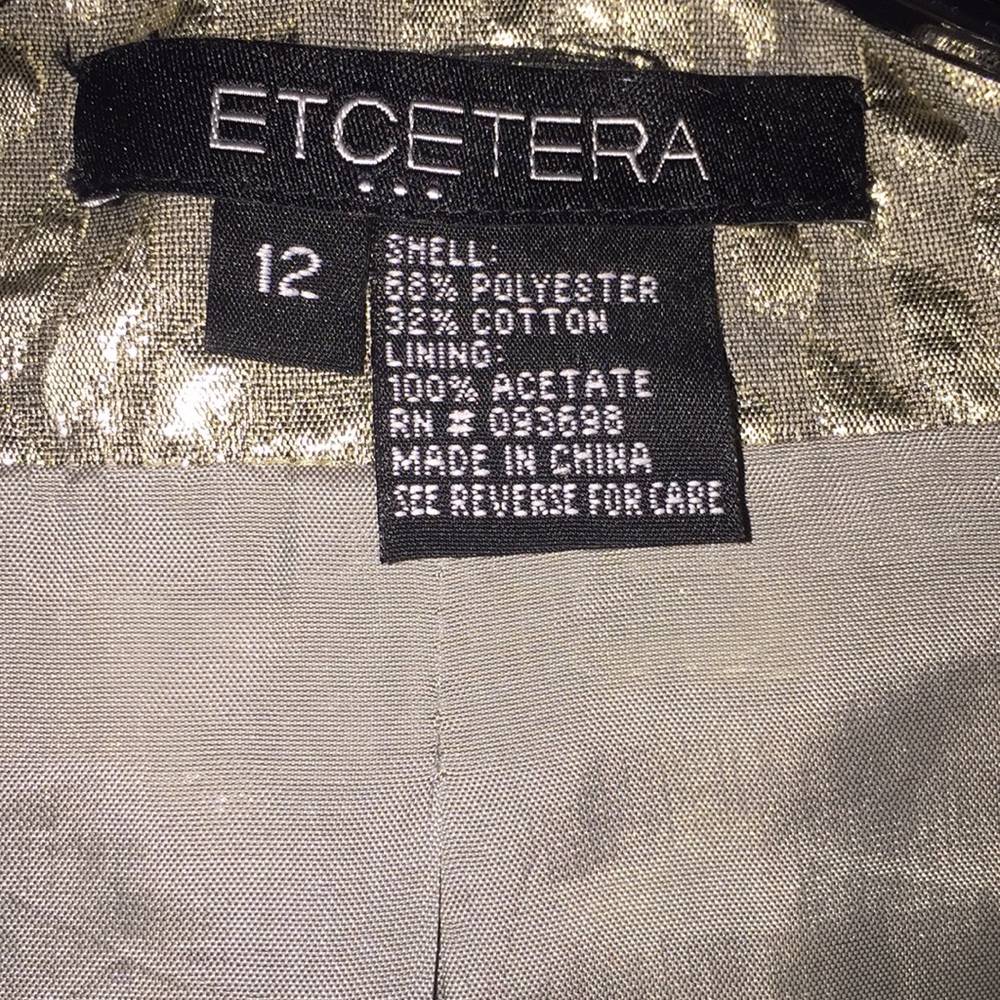 ETCETERA
...
12
SHELL:
68% POLYESTER
32% COTTON
LINING:
100% ACETATE
RN # 093698
MADE IN CHINA
SEE REVERSE FOR CARE